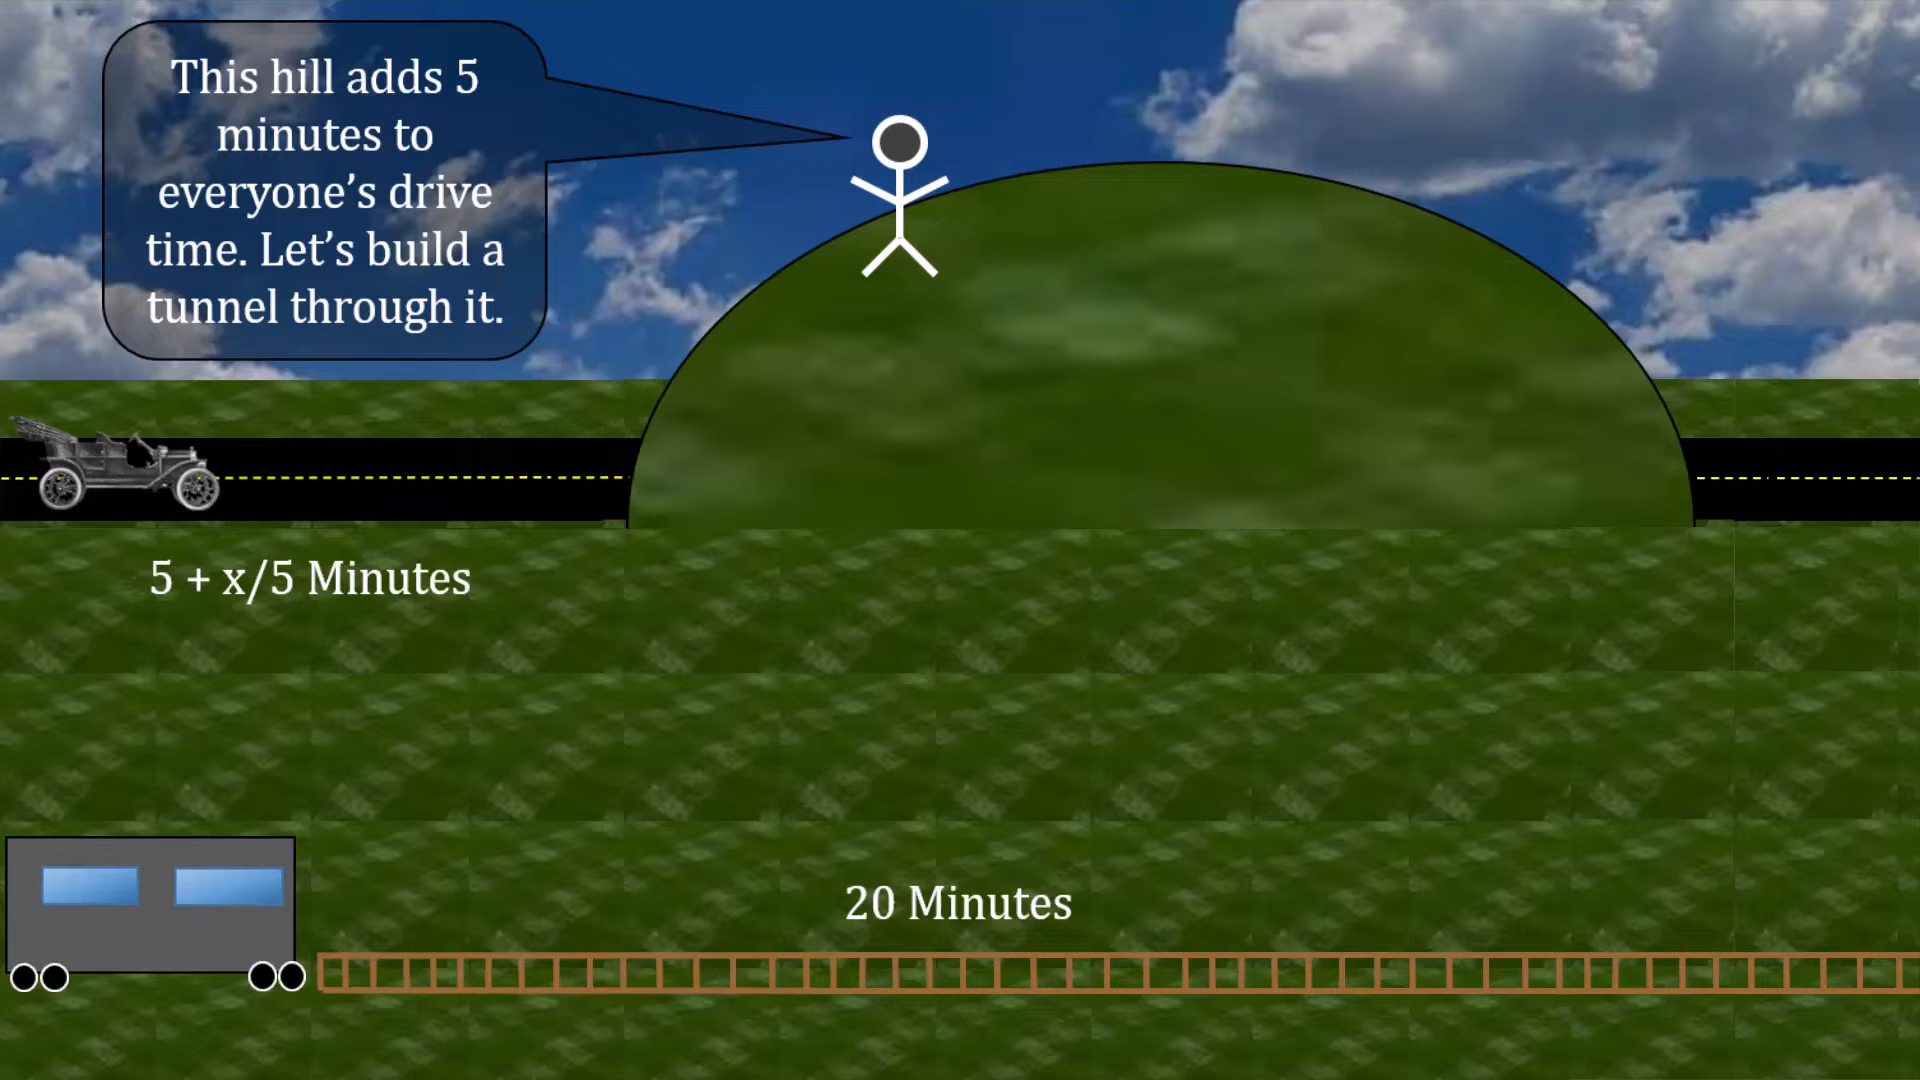 This hill adds 5
minutes to
everyone’s drive
time. Let’s build a
tunnel through it.
5 + x/5 Minutes
20 Minutes